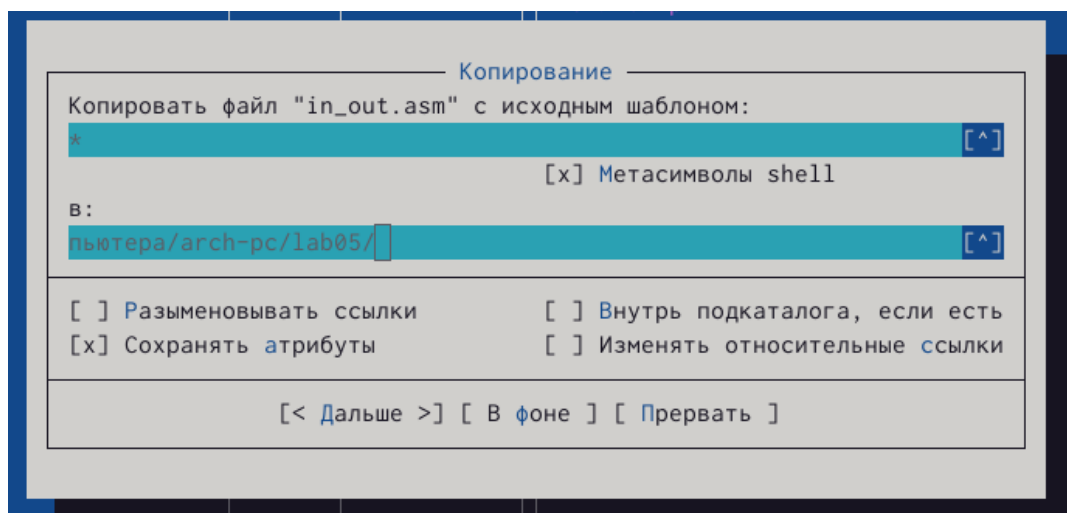 Копирование
Копировать файл "in_out.asm" с исходным шаблоном:
* [^]
[x] Метасимволы shell
в:
пьютера/arch-pc/lab05/ [^]
[ ] Разыменовывать ссылки [ ] Внутрь подкаталога, если есть
[x] Сохранять атрибуты [ ] Изменять относительные ссылки
[< Дальше >] [ В фоне ] [ Прервать ]